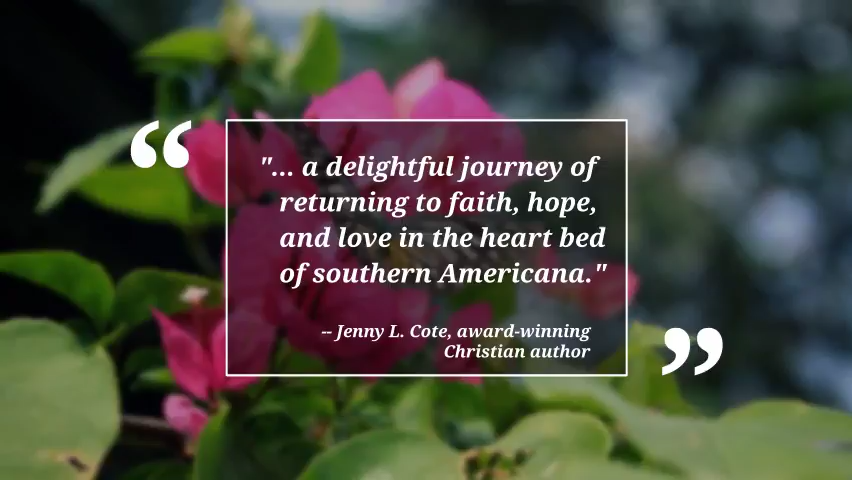 "... a delightful journey of
returning to faith, hope,
and love in the heart bed
of southern Americana."
-- Jenny L. Cote, award-winning
Christian author